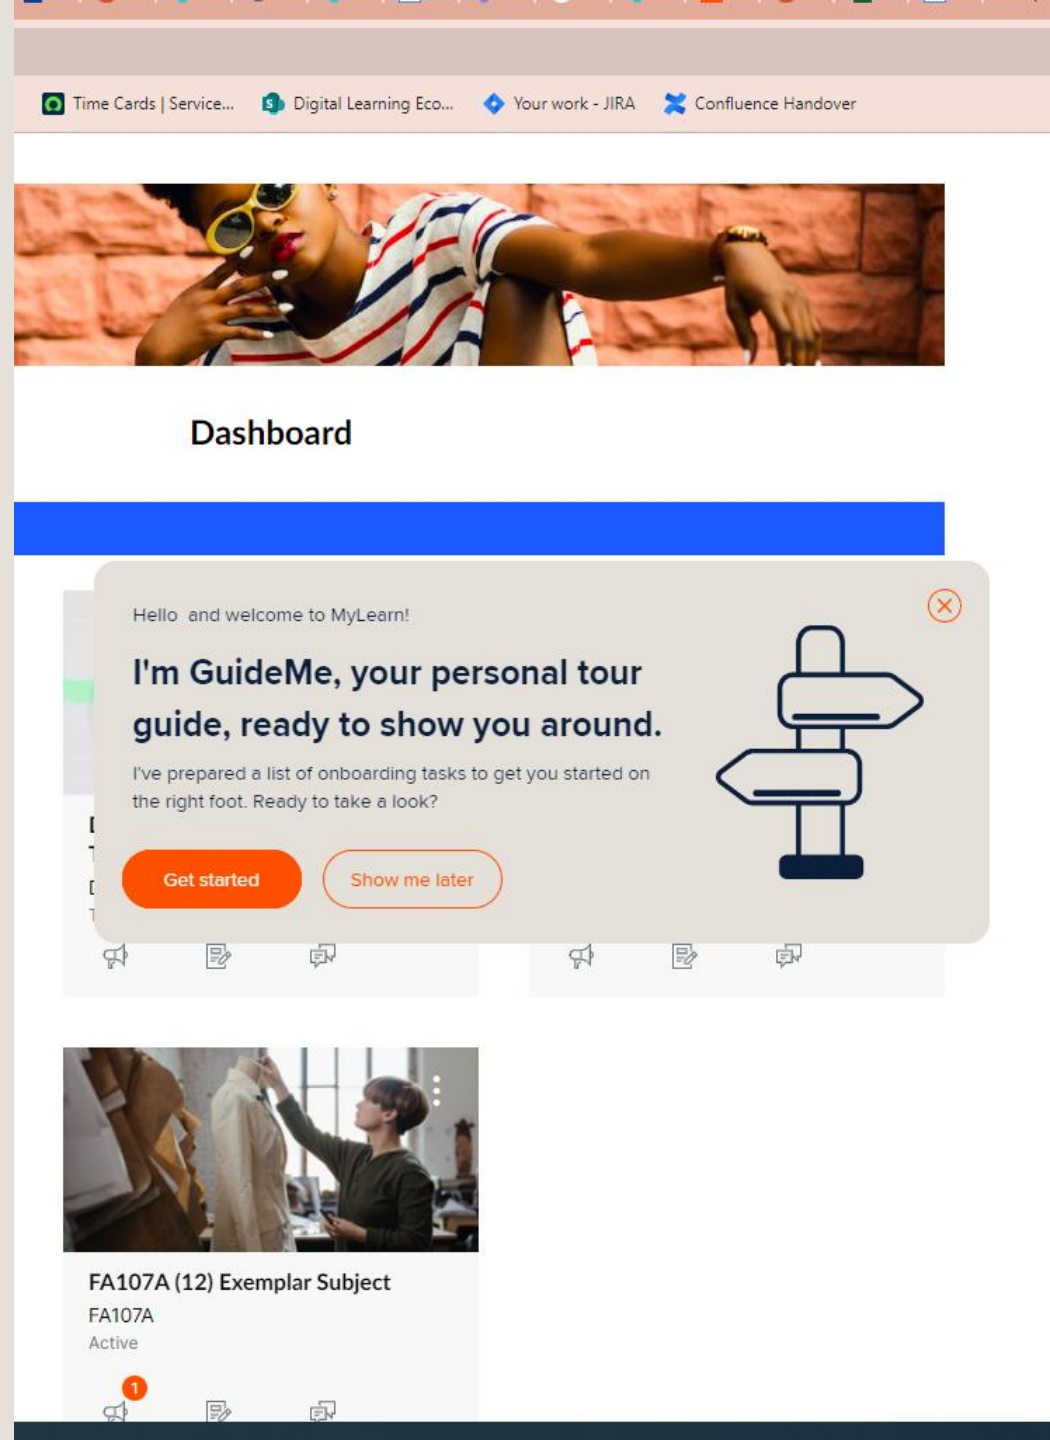 Time Cards | Service...
Digital Learning Eco...
Your work - JIRA
Confluence Handover
Dashboard
Hello  and welcome to MyLearn!
I'm GuideMe, your personal tour
guide, ready to show you around.
I've prepared a list of onboarding tasks to get you started on
the right foot. Ready to take a look?
Get started
Show me later
FA107A (12) Exemplar Subject
FA107A
Active
1